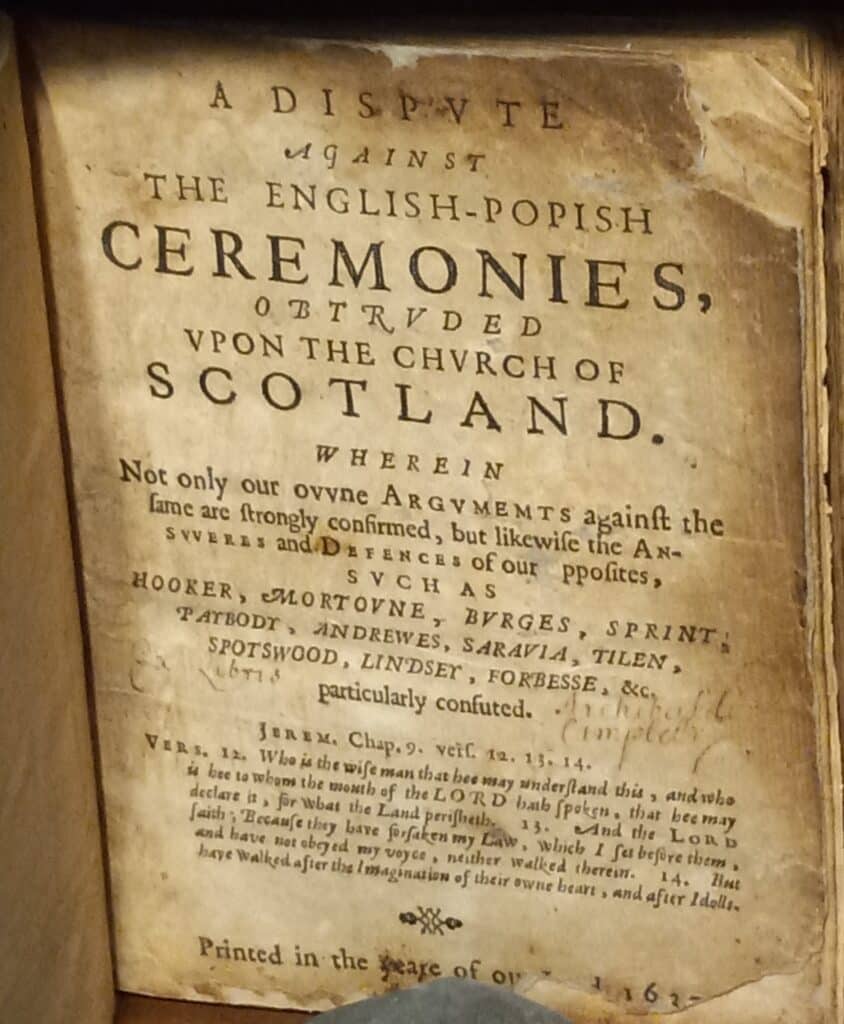 A DISPVTE
AGAINST
THE ENGLISH-POPISH
CEREMONIES,
OBTRVDED
VPON THE CHVRCH OF
SCOTLAND.
WHEREIN
Not only our ovvne ARGVMEMTS against the
ſame are ſtrongly confirmed, but likewiſe the AN-
SVVERES and DEFENCES of our ppoſites,
SVCH AS
HOOKER, MORTOVNE, BVRGES, SPRINT,
PAYBODY, ANDREWES, SARAVIA, TILEN,
SPOTSWOOD, LINDSEY, FORBESSE, &c.
Ex Libris
particularly confuted.
Archibald
Campbell
JEREM. Chap. 9. verſ. 12. 13. 14.
VERS. 12. Who is the wiſe man that hee may underſtand this, and who
is hee to whom the mouth of the LORD hath ſpoken, that hee may
declare it, for what the Land periſheth. 13. And the LORD
ſaith, Becauſe they have forſaken my Law, which I ſet before them,
and have not obeyed my voyce, neither walked therein. 14. But
have walked after the Imagination of their owne heart, and after Idolls.
Printed in the yeare of